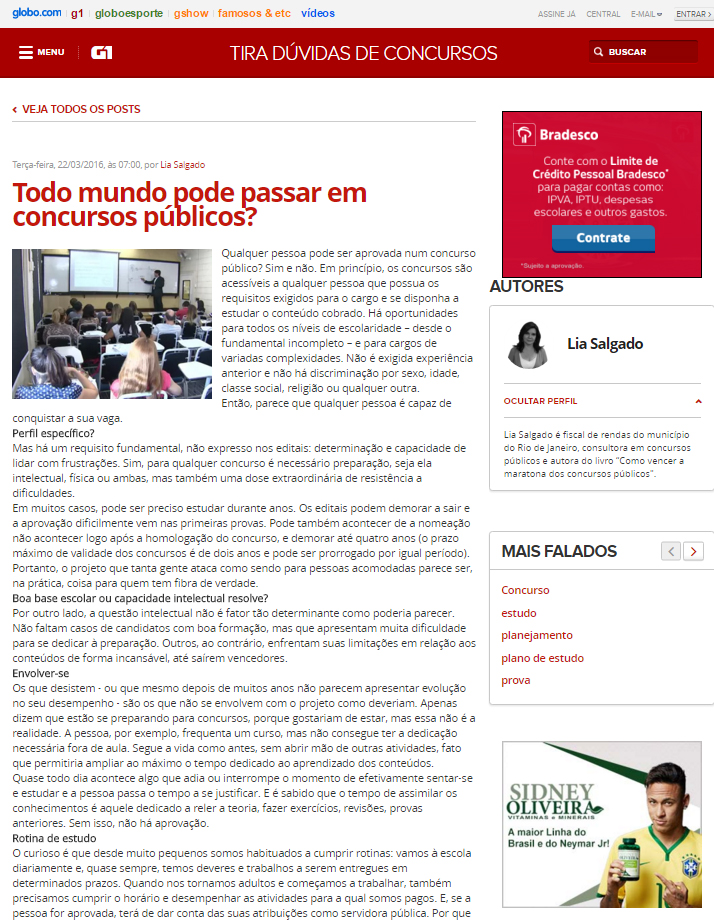 globo.com g1 globoesporte gshow famosos & etc vídeos
ASSINE JÁ CENTRAL E-MAIL ENTRAR ›
MENU G1 TIRA DÚVIDAS DE CONCURSOS BUSCAR
‹ VEJA TODOS OS POSTS
Terça-feira, 22/03/2016, às 07:00, por Lia Salgado
Todo mundo pode passar em
concursos públicos?
Qualquer pessoa pode ser aprovada num concurso
público? Sim e não. Em princípio, os concursos são
acessíveis a qualquer pessoa que possua os
requisitos exigidos para o cargo e se disponha a
estudar o conteúdo cobrado. Há oportunidades
para todos os níveis de escolaridade – desde o
fundamental incompleto – e para cargos de
variadas complexidades. Não é exigida experiência
anterior e não há discriminação por sexo, idade,
classe social, religião ou qualquer outra.
Então, parece que qualquer pessoa é capaz de
conquistar a sua vaga.
Perfil específico?
Mas há um requisito fundamental, não expresso nos editais: determinação e capacidade de
lidar com frustrações. Sim, para qualquer concurso é necessário preparação, seja ela
intelectual, física ou ambas, mas também uma dose extraordinária de resistência a
dificuldades.
Em muitos casos, pode ser preciso estudar durante anos. Os editais podem demorar a sair e
a aprovação dificilmente vem nas primeiras provas. Pode também acontecer de a nomeação
não acontecer logo após a homologação do concurso, e demorar até quatro anos (o prazo
máximo de validade dos concursos é de dois anos e pode ser prorrogado por igual período).
Portanto, o projeto que tanta gente ataca como sendo para pessoas acomodadas parece ser,
na prática, coisa para quem tem fibra de verdade.
Boa base escolar ou capacidade intelectual resolve?
Por outro lado, a questão intelectual não é fator tão determinante como poderia parecer.
Não faltam casos de candidatos com boa formação, mas que apresentam muita dificuldade
para se dedicar à preparação. Outros, ao contrário, enfrentam suas limitações em relação aos
conteúdos de forma incansável, até saírem vencedores.
Envolver-se
Os que desistem - ou que mesmo depois de muitos anos não parecem apresentar evolução
no seu desempenho - são os que não se envolvem com o projeto como deveriam. Apenas
dizem que estão se preparando para concursos, porque gostariam de estar, mas essa não é a
realidade. A pessoa, por exemplo, frequenta um curso, mas não consegue ter a dedicação
necessária fora de aula. Segue a vida como antes, sem abrir mão de outras atividades, fato
que permitiria ampliar ao máximo o tempo dedicado ao aprendizado dos conteúdos.
Quase todo dia acontece algo que adia ou interrompe o momento de efetivamente sentar-se
e estudar e a pessoa passa o tempo a se justificar. E é sabido que o tempo de assimilar os
conhecimentos é aquele dedicado a reler a teoria, fazer exercícios, revisões, provas
anteriores. Sem isso, não há aprovação.
Rotina de estudo
O curioso é que desde muito pequenos somos habituados a cumprir rotinas: vamos à escola
diariamente e, quase sempre, temos deveres e trabalhos a serem entregues em
determinados prazos. Quando nos tornamos adultos e começamos a trabalhar, também
precisamos cumprir o horário e desempenhar as atividades para a qual somos pagos. E, se a
pessoa for aprovada, terá de dar conta das suas atribuições como servidora pública. Por que
Bradesco
Conte com o Limite de
Crédito Pessoal Bradesco*
para pagar contas como:
IPVA, IPTU, despesas
escolares e outros gastos.
Contrate
*Sujeito a aprovação.
AUTORES
Lia Salgado
OCULTAR PERFIL
Lia Salgado é fiscal de rendas do município
do Rio de Janeiro, consultora em concursos
públicos e autora do livro "Como vencer a
maratona dos concursos públicos".
MAIS FALADOS
Concurso
estudo
planejamento
plano de estudo
prova
SIDNEY
OLIVEIRA
VITAMINAS E MINERAIS
A maior Linha do
Brasil e do Neymar Jr!